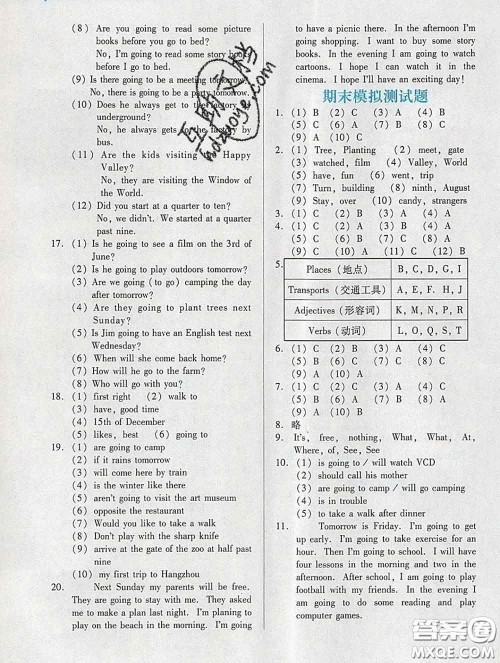 (8) Are you going to read some picture
books before you go to bed?
No, I'm going to read some story
books before I go to bed.
(9) Is there going to be a meeting tomorrow?
No, there is going to be a party tomorrow.
(10) Does he always get to the factory by
underground?
No, he always gets to the factory by
bus.
(11) Are the kids visiting the Happy
Valley?
No, they are visiting the Window of
the World.
(12) Did you start at a quarter to ten?
No, we didn't. We started at a quarter
past nine.
17. (1) Is he going to see a film on the 3rd of
June?
(2) Is he going to play outdoors tomorrow?
(3) Are we going (to go) camping the day
after tomorrow?
(4) Are they going to plant trees next
Sunday?
(5) Is Jim going to have an English test next
Wednesday?
(6) When will she come back home?
(7) How will he go to the farm?
(8) Who will go with you?
18. (1) first right (2) walk to
(3) have, good time
(4) 15th of December
(5) likes, best (6) going to
19. (1) are going to camp
(2) if it rains tomorrow
(3) will come here by train
(4) is the winter like there
(5) aren't going to visit the art museum
(6) opposite the restaurant
(7) Would you like to take a walk
(8) Don't play with the sharp knife
(9) arrive at the gate of the zoo at half past
nine
(10) my first trip to Hangzhou
20. Next Sunday my parents will be free.
They are going to stay with me. They asked
me to make a plan last night. I'm planing to
play on the beach in the morning. I'm going
to have a picnic there. In the afternoon I'm
going shopping. I want to buy some story
books. In the evening I am going to watch
a cartoon. I hope I can watch it in the
cinema. I hope I'll have an exciting day!
期末模拟测试题
1. (1) B (2) C (3) C (4) A (5) C
(6) A (7) B (8) C (9) B (10) A
2. (1) Tree, Planting (2) meet, gate
(3) watched, film (4) Valley, World
(5) have, fun (6) why, because
(7) Turn, building (8) ninth, August
(9) Stay, over (10) candy, strangers
3. (1) C (2) B (3) A (4) A
4. (1) C (2) A (3) C (4) A
(5) A (6) B (7) C (8) C
(9) C (10) A (11) C (12) B
5. Places (地点) B, C, D, G, I
Transports (交通工具) A, E, F, H, J
Adjectives (形容词) K, M, N, P, R
Verbs (动词) L, O, Q, S, T
6. (1) C (2) B (3) A (4) C
(5) B (6) C (7) B (8) C
(9) A (10) A
7. (1) C (2) B (3) C (4) B
(5) C (6) B (7) B (8) A
(9) A (10) B
8. 略
9. It's, free, nothing, What, What, At,
Where, of, See, See
10. (1) is going to / will watch VCD
(2) should call his mother
(3) are going to camp / will go camping
(4) is going to be a teacher
(5) to take a walk after dinner
11. Tomorrow is Friday. I'm going to
get up early. I'm going to take exercise for an
hour. Then I'm going to school. I will have
four lessons in the morning and two in the
afternoon. After school, I am going to play
football with my friends. In the evening I
am going to do some reading and play
computer games.
hdzuoye.com
答案圈
MXQE.COM